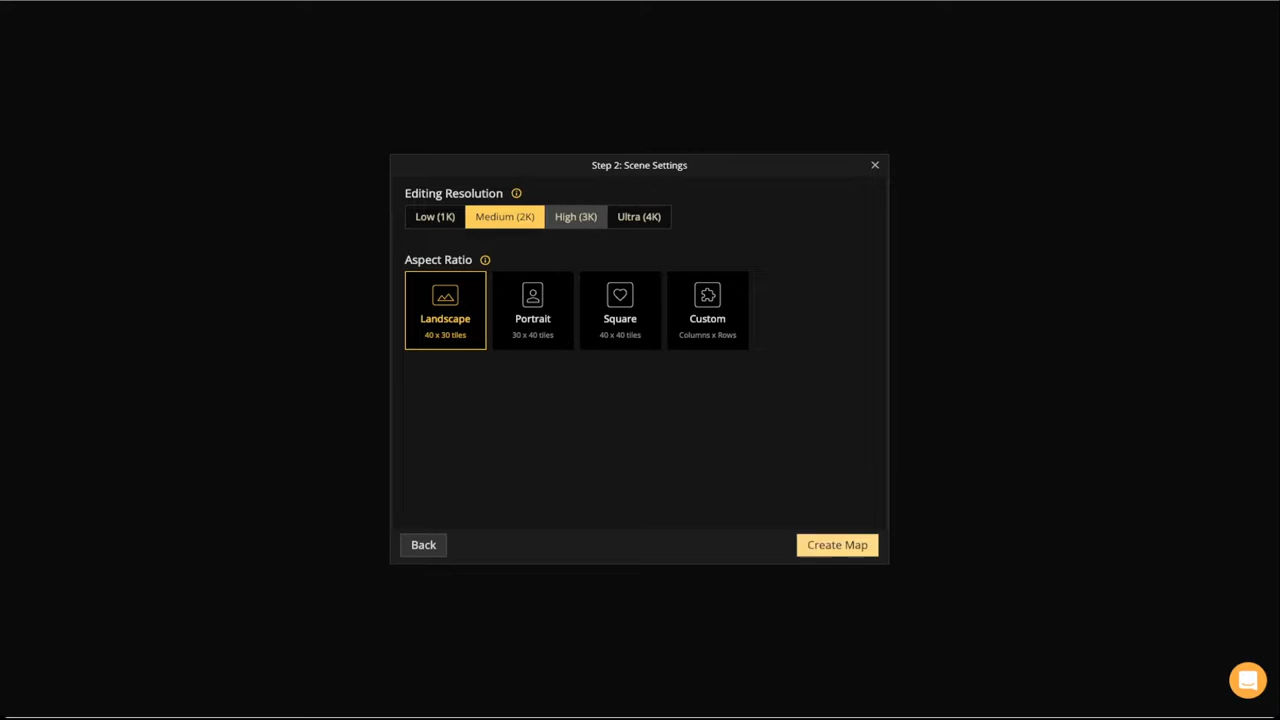 Step 2: Scene Settings
Editing Resolution
Low (1K) Medium (2K) High (3K) Ultra (4K)
Aspect Ratio
Landscape Portrait Square Custom
40 x 30 tiles 30 x 40 tiles 40 x 40 tiles Columns x Rows
Back Create Map